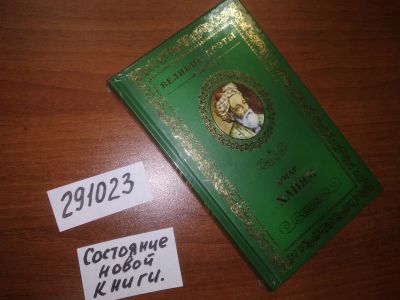 ВЕЛИКИЕ ПОЭТЫ
ОМАР
ХАЙЯМ
291023
Состояние
новой
книги.